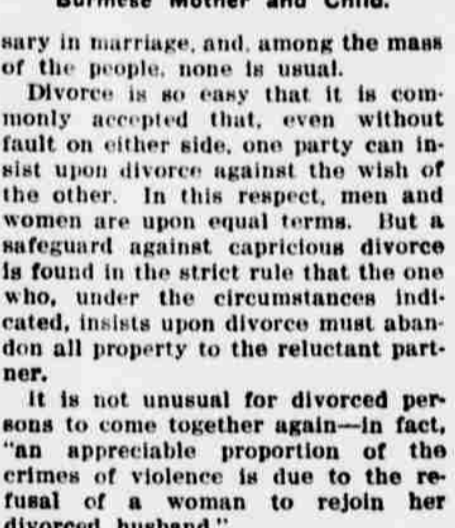 Burmese Mother and Child.
sary in marriage, and, among the mass
of the people, none is usual.
Divorce is so easy that it is com-
monly accepted that, even without
fault on either side, one party can in-
sist upon divorce against the wish of
the other. In this respect, men and
women are upon equal terms. But a
safeguard against capricious divorce
is found in the strict rule that the one
who, under the circumstances indi-
cated, insists upon divorce must aban-
don all property to the reluctant part-
ner.
It is not unusual for divorced per-
sons to come together again—in fact,
"an appreciable proportion of the
crimes of violence is due to the re-
fusal of a woman to rejoin her
divorced husband."